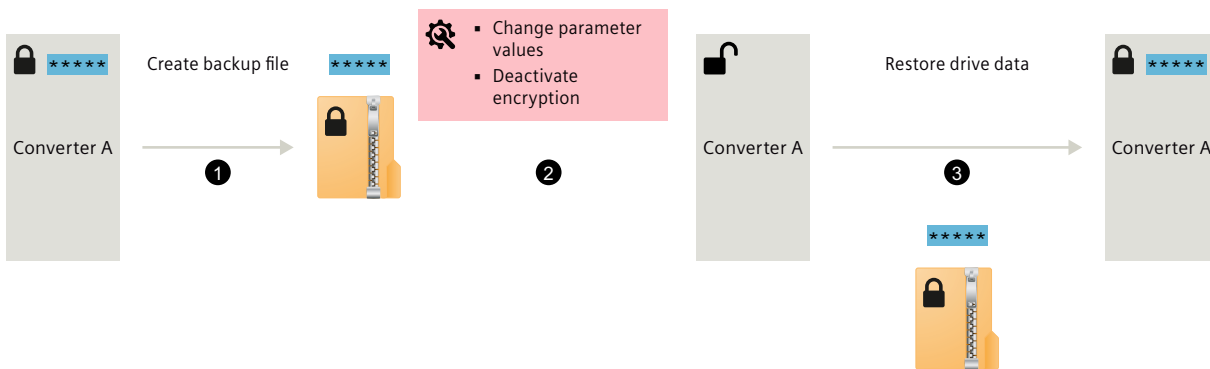 ▪ Change parameter
values
▪ Deactivate
encryption
*****
Create backup file
*****
Restore drive data
*****
Converter A
Converter A
Converter A
1
2
3
*****